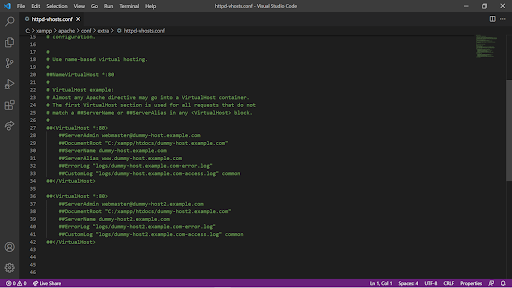 File Edit Selection View Go Run Terminal Help
httpd-vhosts.conf - Visual Studio Code
httpd-vhosts.conf
C: > xampp > apache > conf > extra > httpd-vhosts.conf
15 # configuration.
16
17 #
18 # Use name-based virtual hosting.
19 #
20 ##NameVirtualHost *:80
21 #
22 # VirtualHost example:
23 # Almost any Apache directive may go into a VirtualHost container.
24 # The first VirtualHost section is used for all requests that do not
25 # match a ##ServerName or ##ServerAlias in any <VirtualHost> block.
26 #
27 ##<VirtualHost *:80>
28 ##ServerAdmin webmaster@dummy-host.example.com
29 ##DocumentRoot "C:/xampp/htdocs/dummy-host.example.com"
30 ##ServerName dummy-host.example.com
31 ##ServerAlias www.dummy-host.example.com
32 ##ErrorLog "logs/dummy-host.example.com-error.log"
33 ##CustomLog "logs/dummy-host.example.com-access.log" common
34 ##</VirtualHost>
35
36 ##<VirtualHost *:80>
37 ##ServerAdmin webmaster@dummy-host2.example.com
38 ##DocumentRoot "C:/xampp/htdocs/dummy-host2.example.com"
39 ##ServerName dummy-host2.example.com
40 ##ErrorLog "logs/dummy-host2.example.com-error.log"
41 ##CustomLog "logs/dummy-host2.example.com-access.log" common
42 ##</VirtualHost>
43
44
45
46
0 0 Live Share
Ln 1, Col 1 Spaces: 4 UTF-8 CRLF Properties